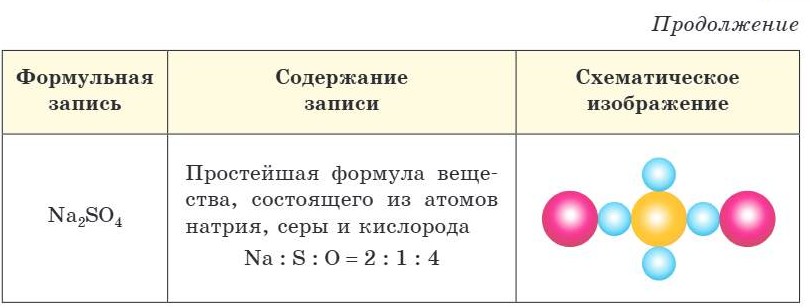 Продолжение
Формульная
запись
Содержание
записи
Схематическое
изображение
Na₂SO₄
Простейшая формула веще-
ства, состоящего из атомов
натрия, серы и кислорода
Na : S : O = 2 : 1 : 4